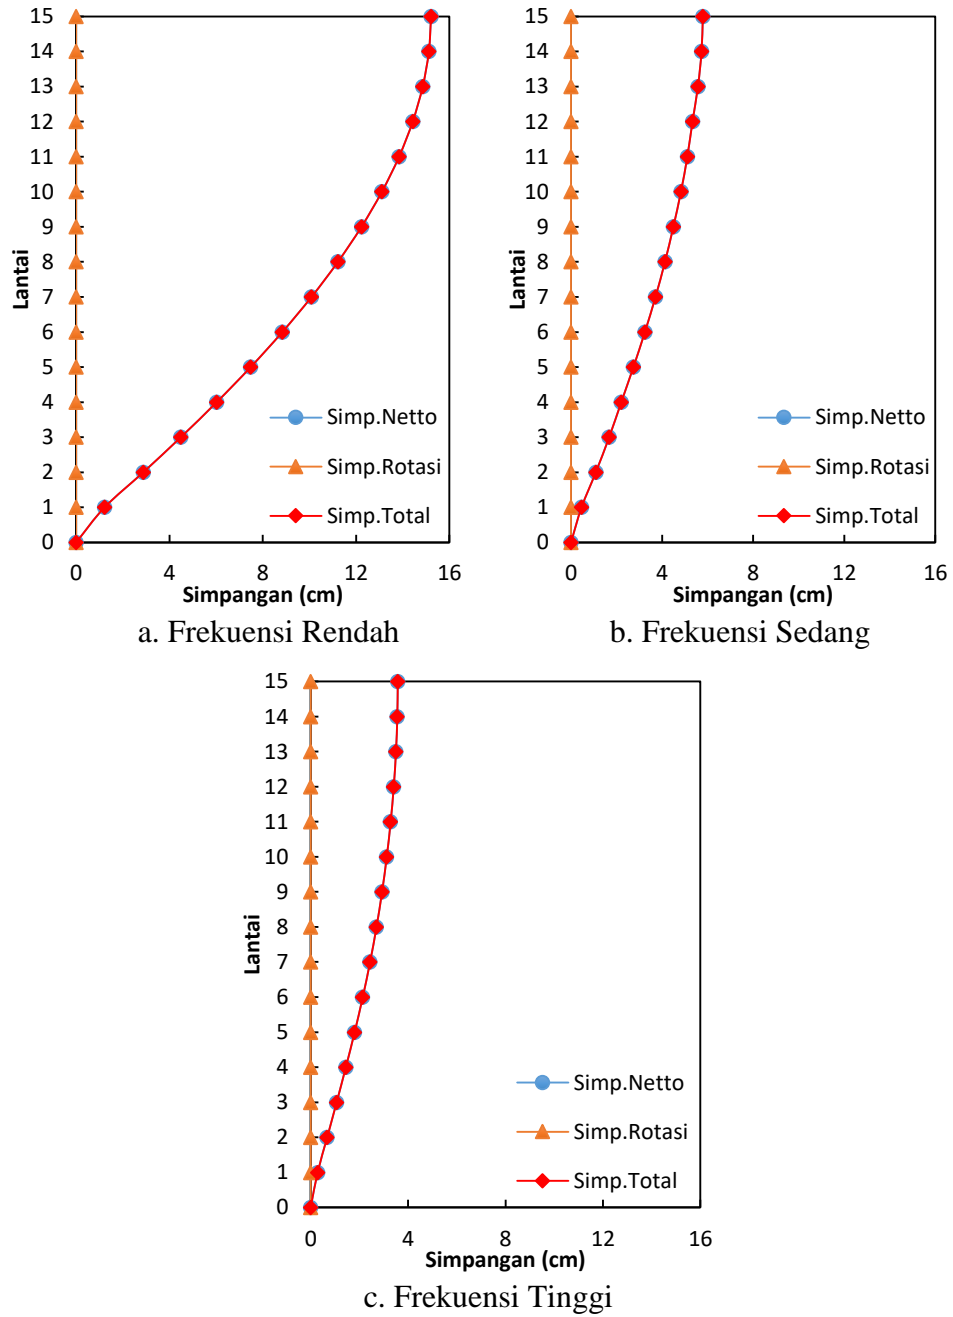 15
14
13
12
11
10
9
8
7
6
5
4
3
2
1
0
Lantai
Simp.Netto
Simp.Rotasi
Simp.Total
0 4 8 12 16
Simpangan (cm)
a. Frekuensi Rendah
15
14
13
12
11
10
9
8
7
6
5
4
3
2
1
0
Lantai
Simp.Netto
Simp.Rotasi
Simp.Total
0 4 8 12 16
Simpangan (cm)
b. Frekuensi Sedang
15
14
13
12
11
10
9
8
7
6
5
4
3
2
1
0
Lantai
Simp.Netto
Simp.Rotasi
Simp.Total
0 4 8 12 16
Simpangan (cm)
c. Frekuensi Tinggi